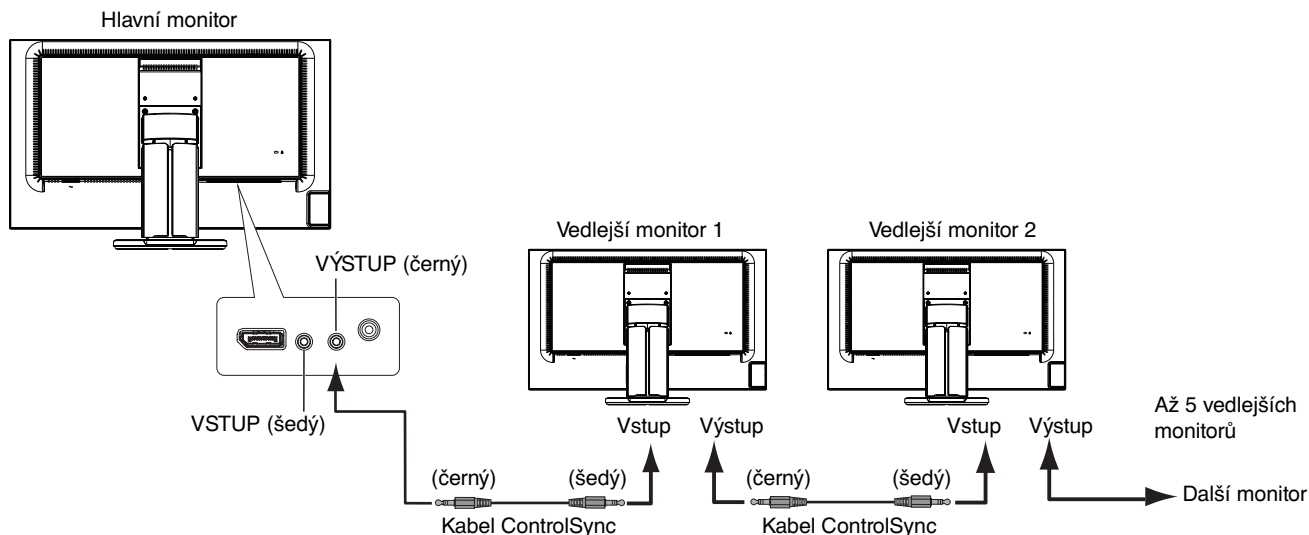 Hlavní monitor
Vedlejší monitor 1
Vedlejší monitor 2
VÝSTUP (černý)
VSTUP (šedý)
Vstup
Výstup
Vstup
Výstup
Až 5 vedlejších
monitorů
(černý)
(šedý)
(černý)
(šedý)
Další monitor
Kabel ControlSync
Kabel ControlSync